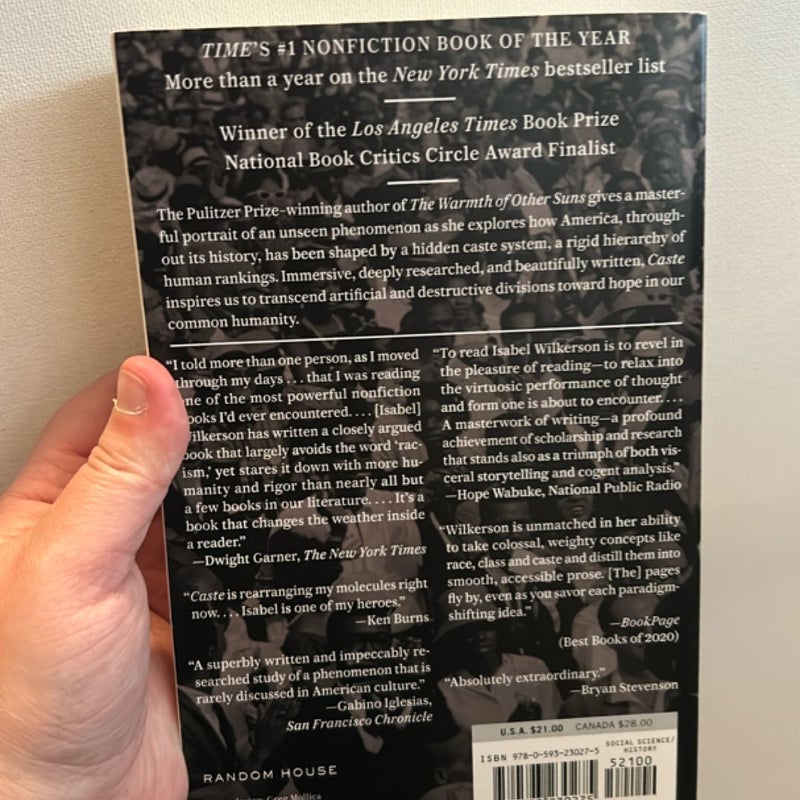 TIME'S #1 NONFICTION BOOK OF THE YEAR
More than a year on the New York Times bestseller list
Winner of the Los Angeles Times Book Prize
National Book Critics Circle Award Finalist
The Pulitzer Prize–winning author of The Warmth of Other Suns gives a master-
ful portrait of an unseen phenomenon as she explores how America, through-
out its history, has been shaped by a hidden caste system, a rigid hierarchy of
human rankings. Immersive, deeply researched, and beautifully written, Caste
inspires us to transcend artificial and destructive divisions toward hope in our
common humanity.
“I told more than one person, as I moved
through my days . . . that I was reading
ne of the most powerful nonfiction
ooks I'd ever encountered. . . . [Isabel]
ilkerson has written a closely argued
book that largely avoids the word ‘rac-
ism,’ yet stares it down with more hu-
manity and rigor than nearly all but
a few books in our literature. . . . It's a
book that changes the weather inside
a reader.”
—Dwight Garner, The New York Times
“Caste is rearranging my molecules right
now. . . . Isabel is one of my heroes.”
—Ken Burns
“A superbly written and impeccably re-
searched study of a phenomenon that is
rarely discussed in American culture.”
—Gabino Iglesias,
San Francisco Chronicle
“To read Isabel Wilkerson is to revel in
the pleasure of reading—to relax into
the virtuosic performance of thought
and form one is about to encounter. . . .
A masterwork of writing—a profound
achievement of scholarship and research
that stands also as a triumph of both vis-
ceral storytelling and cogent analysis.”
—Hope Wabuke, National Public Radio
“Wilkerson is unmatched in her ability
to take colossal, weighty concepts like
race, class and caste and distill them into
smooth, accessible prose. [The] pages
fly by, even as you savor each paradigm-
shifting idea.”
—BookPage
(Best Books of 2020)
“Absolutely extraordinary.”
—Bryan Stevenson
U.S.A. $21.00 CANADA $28.00
SOCIAL SCIENCE/
HISTORY
ISBN 978-0-593-23027-5
52100
RANDOM HOUSE
Greg Mollica